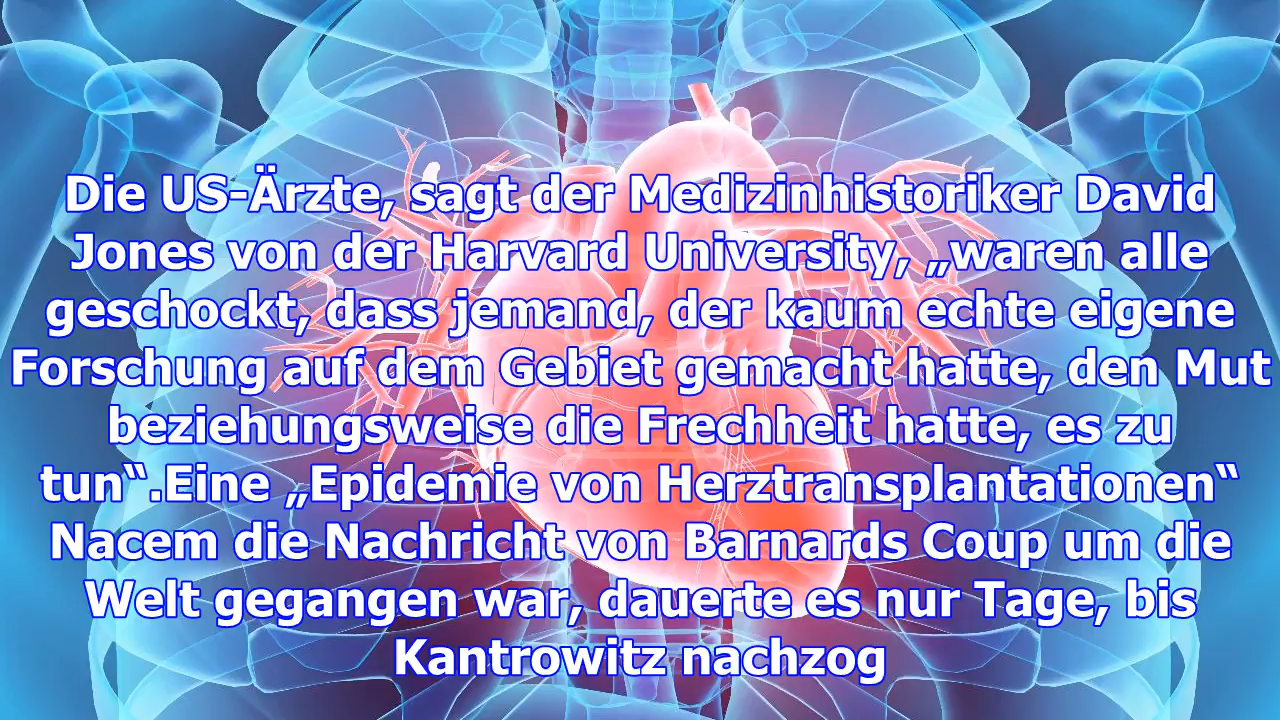 Die US-Ärzte, sagt der Medizinhistoriker David
Jones von der Harvard University, „waren alle
geschockt, dass jemand, der kaum echte eigene
Forschung auf dem Gebiet gemacht hatte, den Mut
beziehungsweise die Frechheit hatte, es zu
tun“.Eine „Epidemie von Herztransplantationen“
Nacem die Nachricht von Barnards Coup um die
Welt gegangen war, dauerte es nur Tage, bis
Kantrowitz nachzog